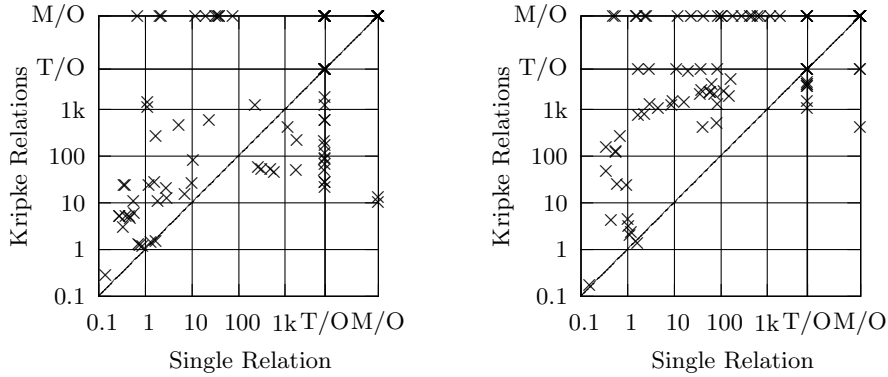 M/O
T/O
1k
100
10
1
0.1
Kripke Relations
0.1 1 10 100 1k T/O M/O
Single Relation
M/O
T/O
1k
100
10
1
0.1
Kripke Relations
0.1 1 10 100 1k T/O M/O
Single Relation